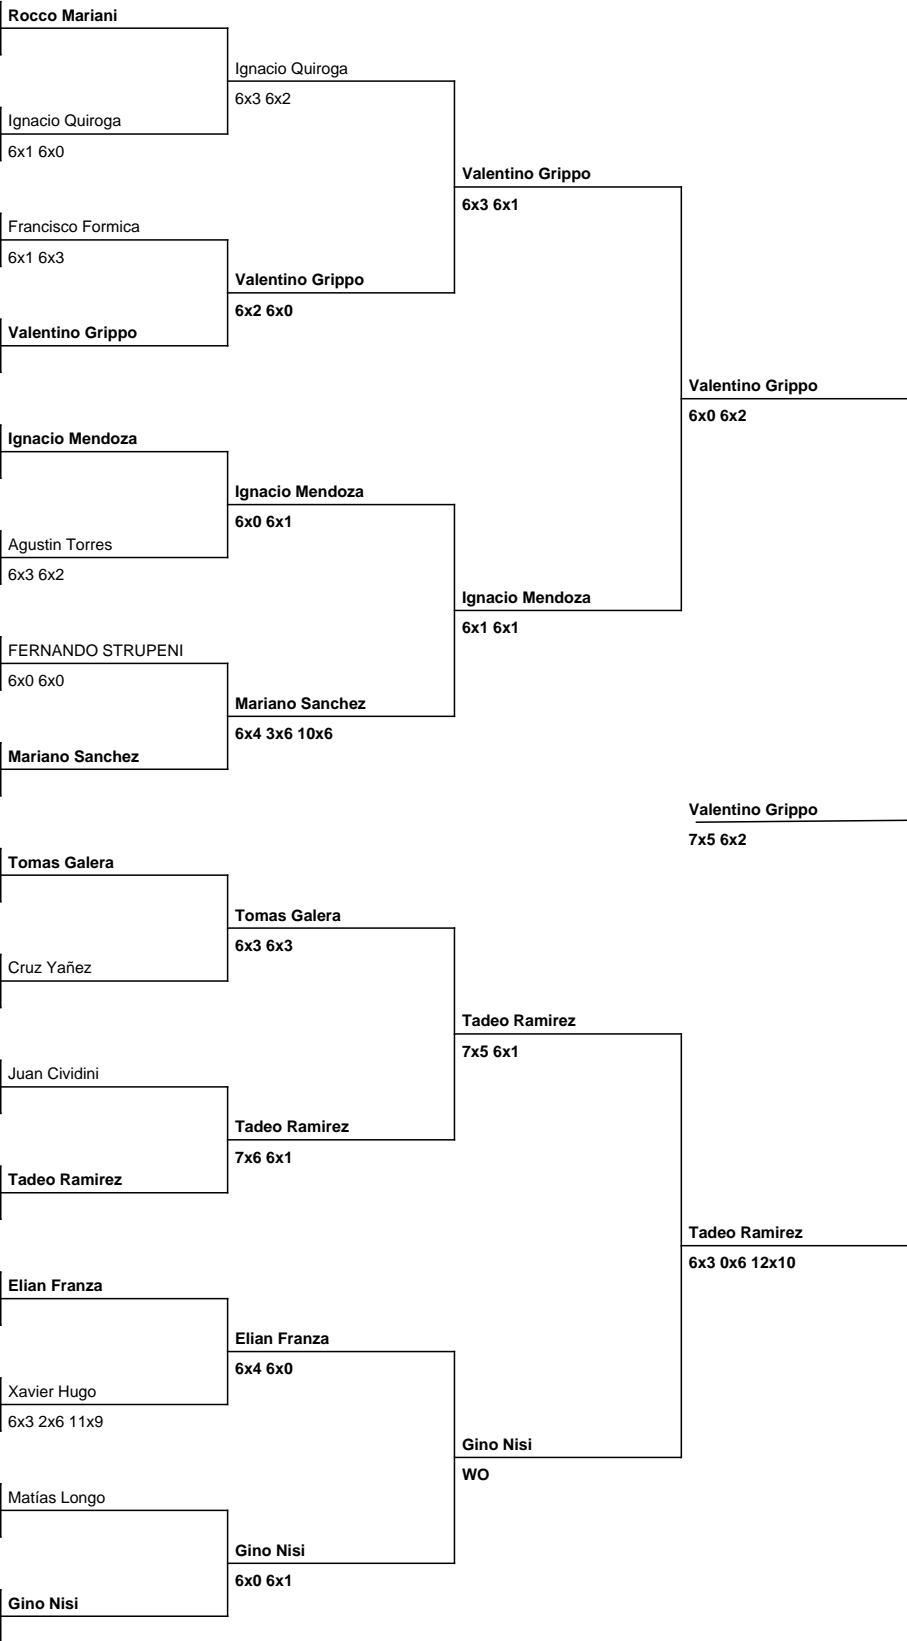 Rocco Mariani
Ignacio Quiroga
6x3 6x2
Ignacio Quiroga
6x1 6x0
Valentino Grippo
6x3 6x1
Francisco Formica
6x1 6x3
Valentino Grippo
6x2 6x0
Valentino Grippo
Valentino Grippo
6x0 6x2
Ignacio Mendoza
Ignacio Mendoza
6x0 6x1
Agustin Torres
6x3 6x2
Ignacio Mendoza
6x1 6x1
FERNANDO STRUPENI
6x0 6x0
Mariano Sanchez
6x4 3x6 10x6
Mariano Sanchez
Valentino Grippo
7x5 6x2
Tomas Galera
Tomas Galera
6x3 6x3
Cruz Yañez
Tadeo Ramirez
7x5 6x1
Juan Cividini
Tadeo Ramirez
7x6 6x1
Tadeo Ramirez
Tadeo Ramirez
6x3 0x6 12x10
Elian Franza
Elian Franza
6x4 6x0
Xavier Hugo
6x3 2x6 11x9
Gino Nisi
WO
Matías Longo
Gino Nisi
6x0 6x1
Gino Nisi